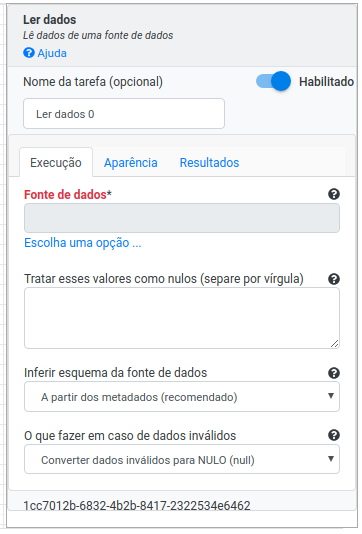 Ler dados
Lê dados de uma fonte de dados
Ajuda
Nome da tarefa (opcional)
Habilitado
Ler dados 0
Execução
Aparência
Resultados
Fonte de dados*
Escolha uma opção ...
Tratar esses valores como nulos (separe por vírgula)
Inferir esquema da fonte de dados
A partir dos metadados (recomendado)
O que fazer em caso de dados inválidos
Converter dados inválidos para NULO (null)
1cc7012b-6832-4b2b-8417-2322534e6462